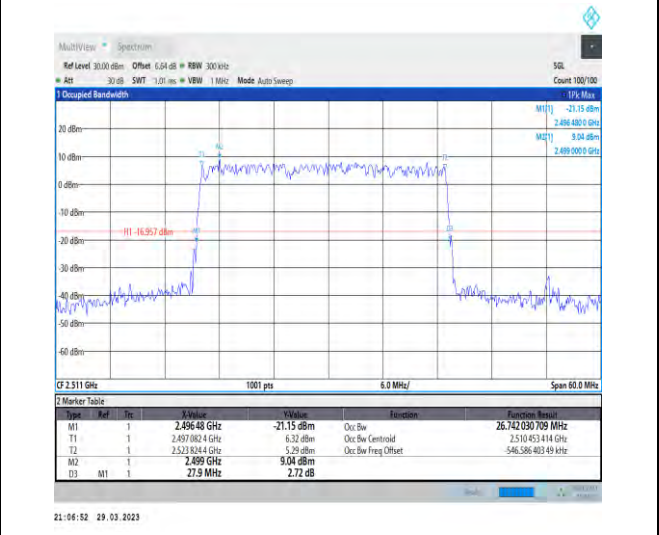 MultiView Spectrum
Ref Level 30.00 dBm Offset 6.64 dB RBW 300 kHz SGL
Att 30 dB SWT 1.01 ms VBW 1 MHz Mode Auto Sweep Count 100/100
1 Occupied Bandwidth 1Pk Max
M1[1] -21.15 dBm
2.496 480 0 GHz
M2[1] 9.04 dBm
2.499 000 0 GHz
20 dBm
10 dBm
0 dBm
-10 dBm
H1 -16.957 dBm
-20 dBm
-30 dBm
-40 dBm
-50 dBm
-60 dBm
CF 2.511 GHz 1001 pts 6.0 MHz/ Span 60.0 MHz
2 Marker Table
Type Ref Trc X-Value Y-Value Function Function Result
M1 1 2.496 48 GHz -21.15 dBm Occ Bw 26.742 030 709 MHz
T1 1 2.497 082 4 GHz 6.32 dBm Occ Bw Centroid 2.510 453 414 GHz
T2 1 2.523 824 4 GHz 5.29 dBm Occ Bw Freq Offset -546.586 403 49 kHz
M2 1 2.499 GHz 9.04 dBm
D3 M1 1 27.9 MHz 2.72 dB
21:06:52 29.03.2023